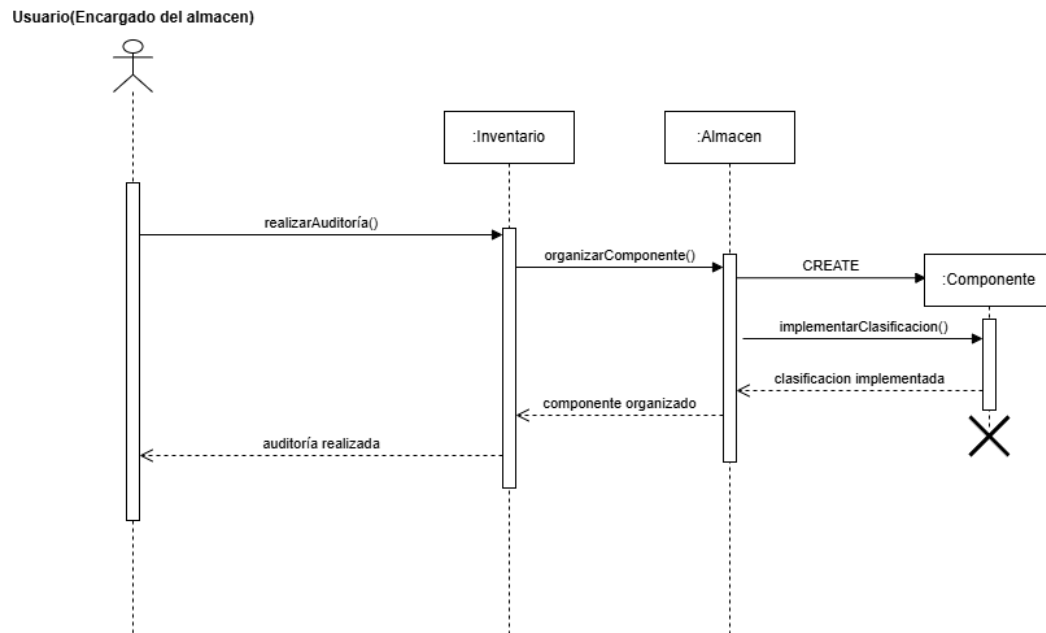 Usuario(Encargado del almacen)
:Inventario
:Almacen
realizarAuditoría()
organizarComponente()
CREATE
:Componente
implementarClasificacion()
clasificacion implementada
componente organizado
auditoría realizada